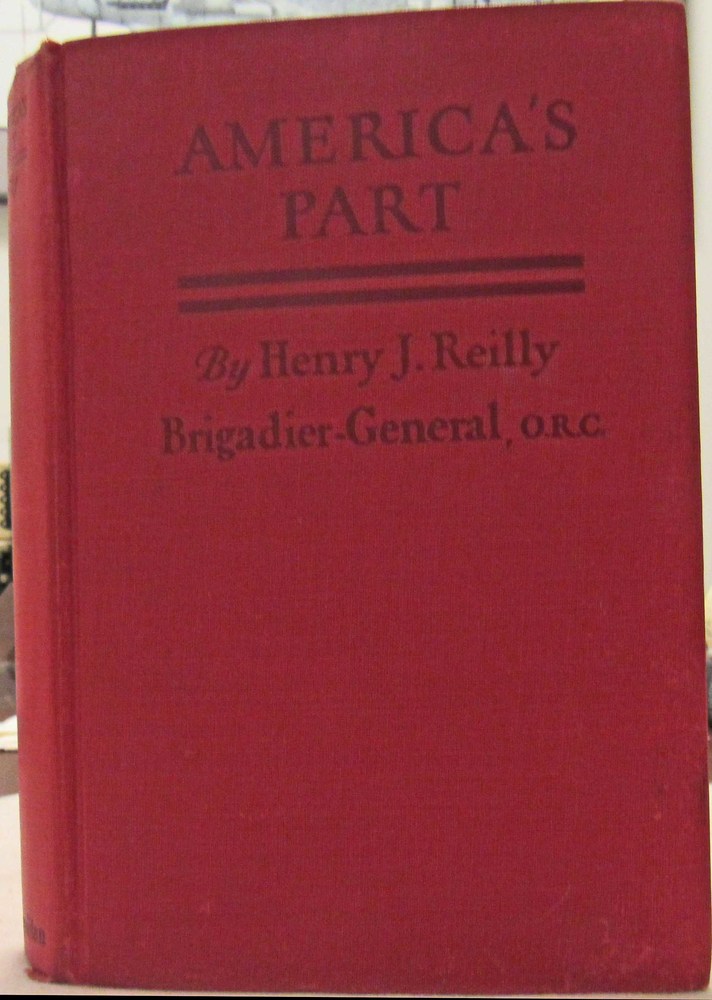 AMERICA'S
PART
By Henry J. Reilly
Brigadier-General, O.R.C.